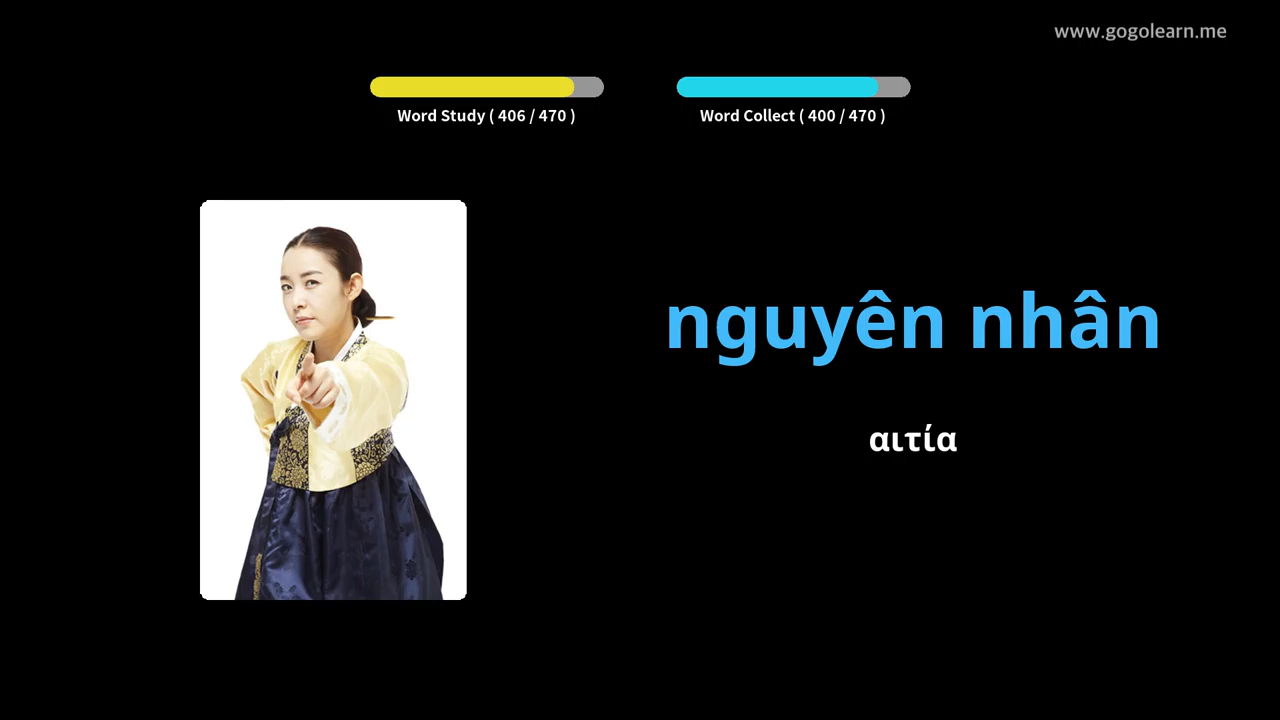 www.gogolearn.me
Word Study ( 406 / 470 )
Word Collect ( 400 / 470 )
nguyên nhân
αιτία